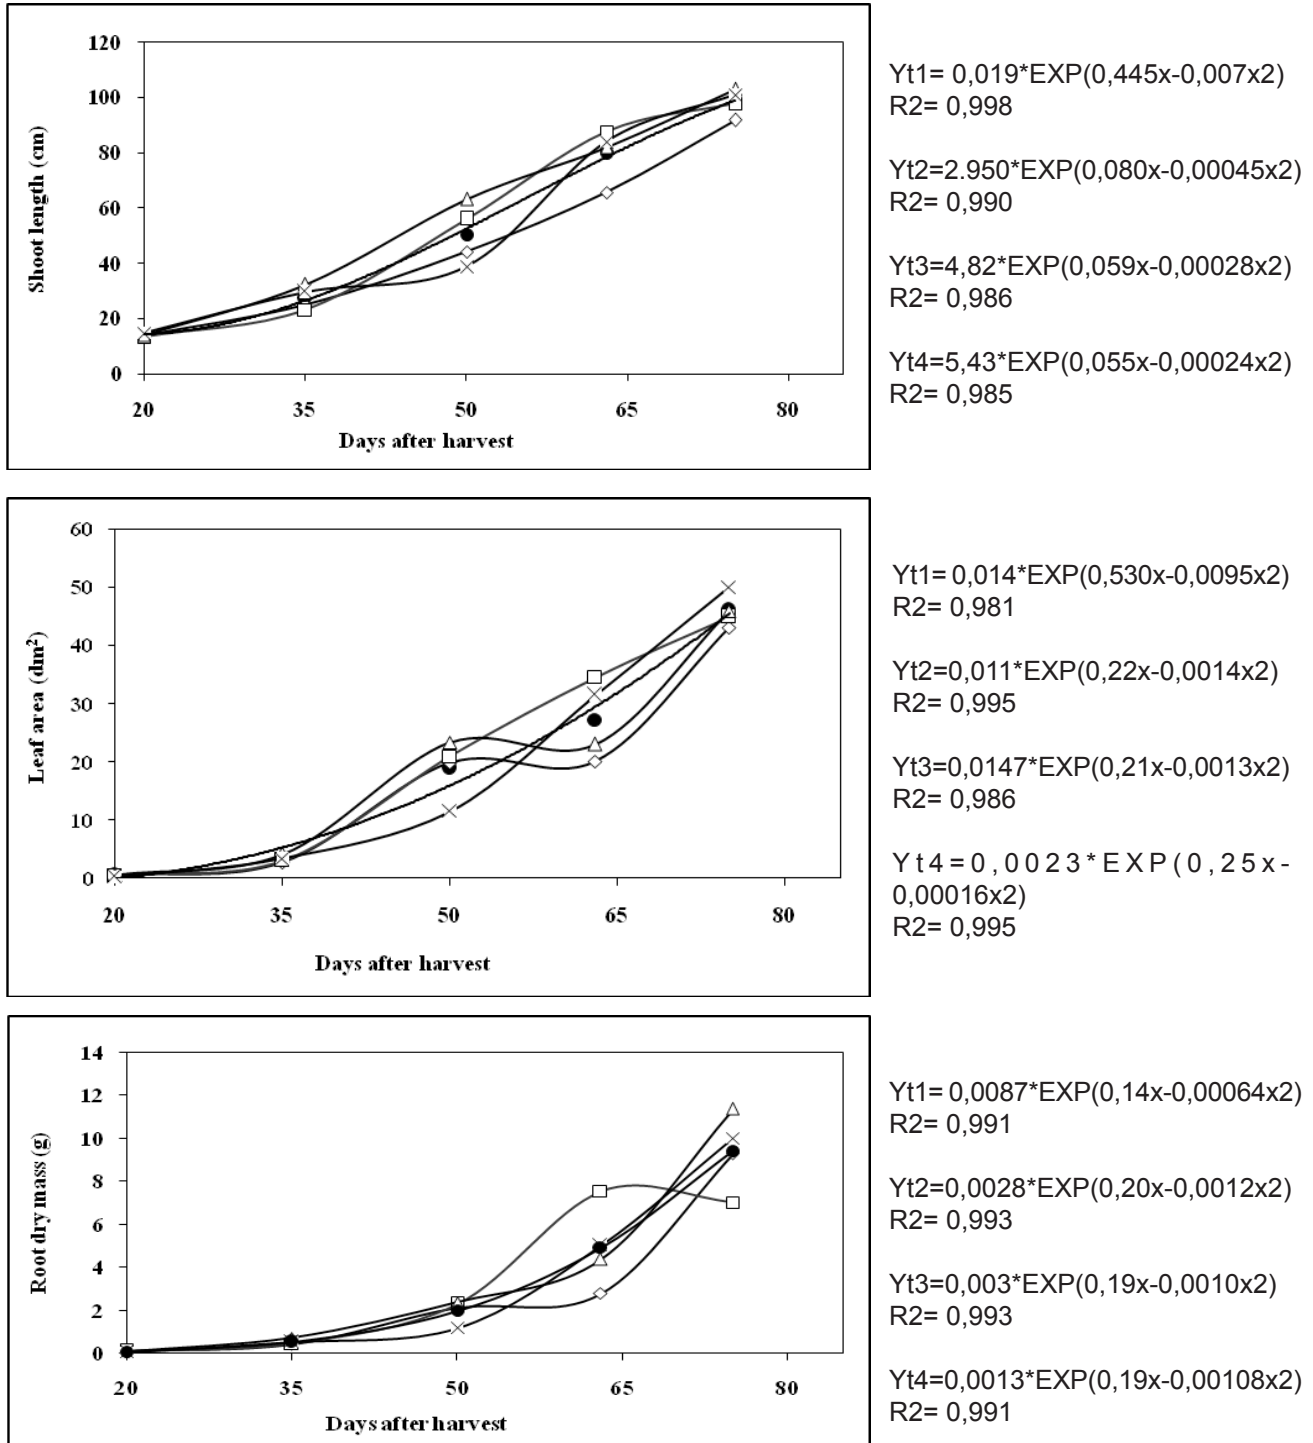 120
100
80
60
40
20
0
20 35 50 65 80
Shoot length (cm)
Days after harvest
Yt1= 0,019*EXP(0,445x-0,007x2)
R2= 0,998
Yt2=2.950*EXP(0,080x-0,00045x2)
R2= 0,990
Yt3=4,82*EXP(0,059x-0,00028x2)
R2= 0,986
Yt4=5,43*EXP(0,055x-0,00024x2)
R2= 0,985
60
50
40
30
20
10
0
20 35 50 65 80
Leaf area (dm²)
Days after harvest
Yt1= 0,014*EXP(0,530x-0,0095x2)
R2= 0,981
Yt2=0,011*EXP(0,22x-0,0014x2)
R2= 0,995
Yt3=0,0147*EXP(0,21x-0,0013x2)
R2= 0,986
Yt4=0,0023*EXP(0,25x-
0,00016x2)
R2= 0,995
14
12
10
8
6
4
2
0
20 35 50 65 80
Root dry mass (g)
Days after harvest
Yt1= 0,0087*EXP(0,14x-0,00064x2)
R2= 0,991
Yt2=0,0028*EXP(0,20x-0,0012x2)
R2= 0,993
Yt3=0,003*EXP(0,19x-0,0010x2)
R2= 0,993
Yt4=0,0013*EXP(0,19x-0,00108x2)
R2= 0,991